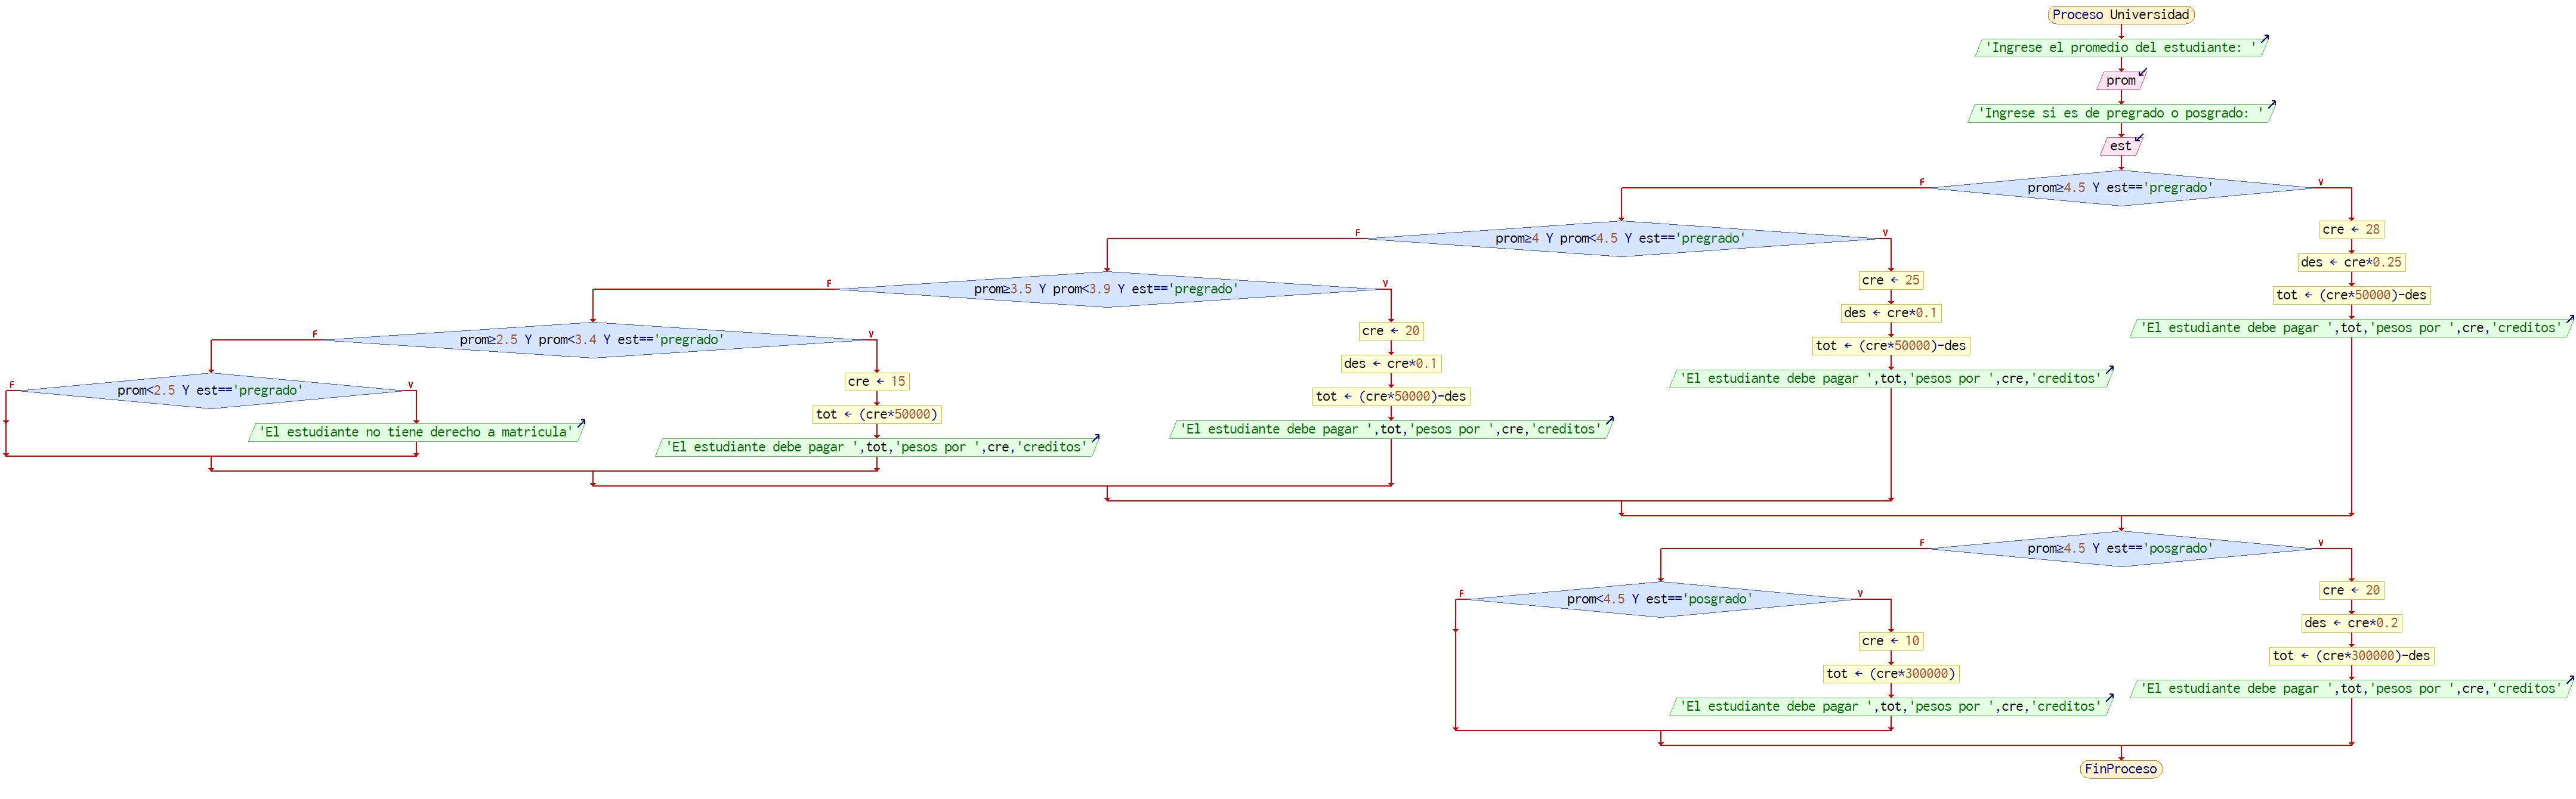 Proceso Universidad
'Ingrese el promedio del estudiante: '
prom
'Ingrese si es de pregrado o posgrado: '
est
prom≥4.5 Y est=='pregrado'
F
V
cre ← 28
des ← cre*0.25
tot ← (cre*50000)-des
'El estudiante debe pagar ',tot,'pesos por ',cre,'creditos'
prom≥4 Y prom<4.5 Y est=='pregrado'
F
V
cre ← 25
des ← cre*0.1
tot ← (cre*50000)-des
'El estudiante debe pagar ',tot,'pesos por ',cre,'creditos'
prom≥3.5 Y prom<3.9 Y est=='pregrado'
F
V
cre ← 20
des ← cre*0.1
tot ← (cre*50000)-des
'El estudiante debe pagar ',tot,'pesos por ',cre,'creditos'
prom≥2.5 Y prom<3.4 Y est=='pregrado'
F
V
cre ← 15
tot ← (cre*50000)
'El estudiante debe pagar ',tot,'pesos por ',cre,'creditos'
prom<2.5 Y est=='pregrado'
F
V
'El estudiante no tiene derecho a matricula'
prom≥4.5 Y est=='posgrado'
F
V
cre ← 20
des ← cre*0.2
tot ← (cre*300000)-des
'El estudiante debe pagar ',tot,'pesos por ',cre,'creditos'
prom<4.5 Y est=='posgrado'
F
V
cre ← 10
tot ← (cre*300000)
'El estudiante debe pagar ',tot,'pesos por ',cre,'creditos'
FinProceso